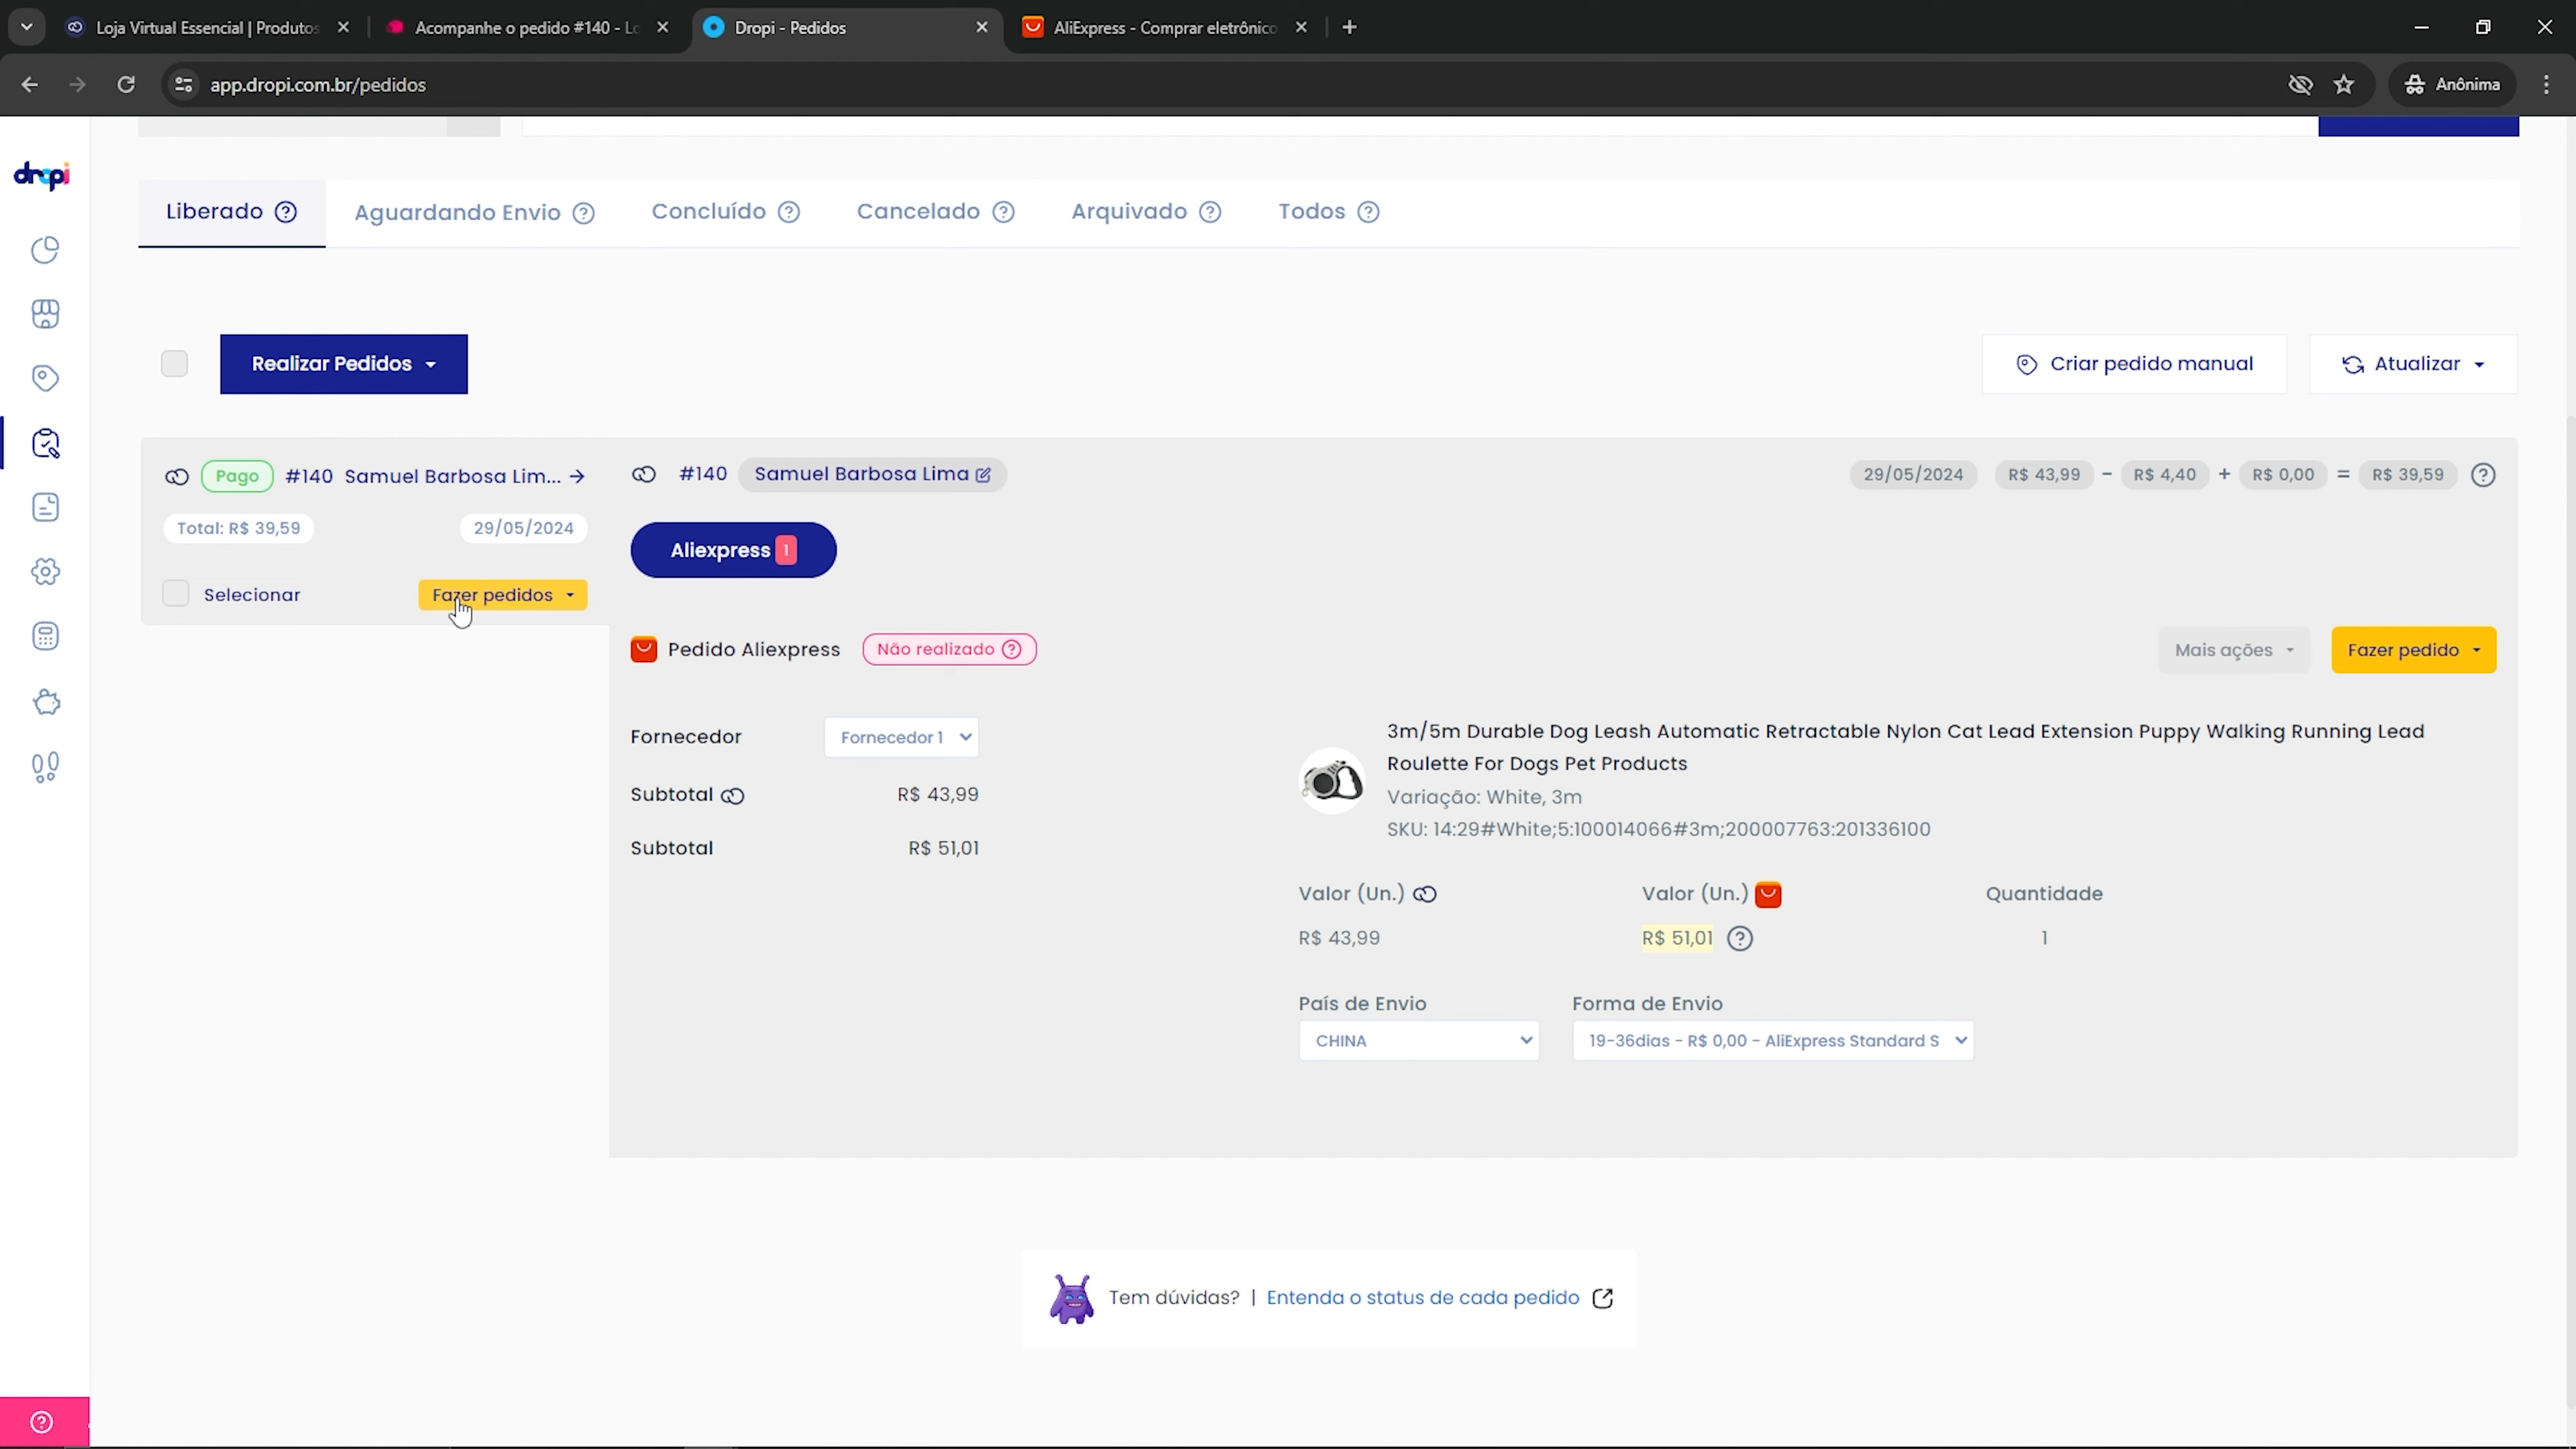 Loja Virtual Essencial | Produtos
Acompanhe o pedido #140 - Lo
Dropi - Pedidos
AliExpress - Comprar eletrônico
app.dropi.com.br/pedidos
Anônima
dropi
Liberado
Aguardando Envio
Concluído
Cancelado
Arquivado
Todos
Realizar Pedidos
Criar pedido manual
Atualizar
Pago #140 Samuel Barbosa Lim...
Total: R$ 39,59 29/05/2024
Selecionar Fazer pedidos
#140 Samuel Barbosa Lima
29/05/2024 R$ 43,99 - R$ 4,40 + R$ 0,00 = R$ 39,59
Aliexpress 1
Pedido Aliexpress Não realizado
Mais ações Fazer pedido
Fornecedor Fornecedor 1
Subtotal R$ 43,99
Subtotal R$ 51,01
3m/5m Durable Dog Leash Automatic Retractable Nylon Cat Lead Extension Puppy Walking Running Lead
Roulette For Dogs Pet Products
Variação: White, 3m
SKU: 14:29#White;5:100014066#3m;200007763:201336100
Valor (Un.) Valor (Un.) Quantidade
R$ 43,99 R$ 51,01 1
País de Envio Forma de Envio
CHINA 19-36dias - R$ 0,00 - AliExpress Standard S
Tem dúvidas? | Entenda o status de cada pedido